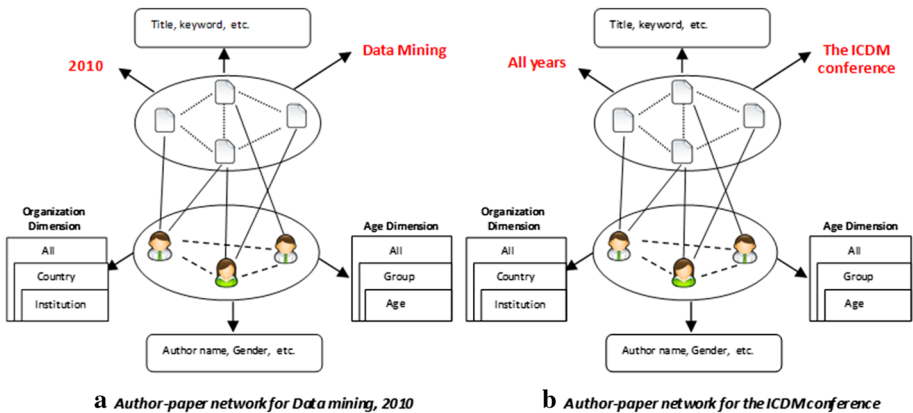 Title, keyword, etc.
2010
Data Mining
Organization
Dimension
All
Country
Institution
Age Dimension
All
Group
Age
Author name, Gender, etc.
a Author-paper network for Data mining, 2010
Title, keyword, etc.
All years
The ICDM
conference
Organization
Dimension
All
Country
Institution
Age Dimension
All
Group
Age
Author name, Gender, etc.
b Author-paper network for the ICDM conference